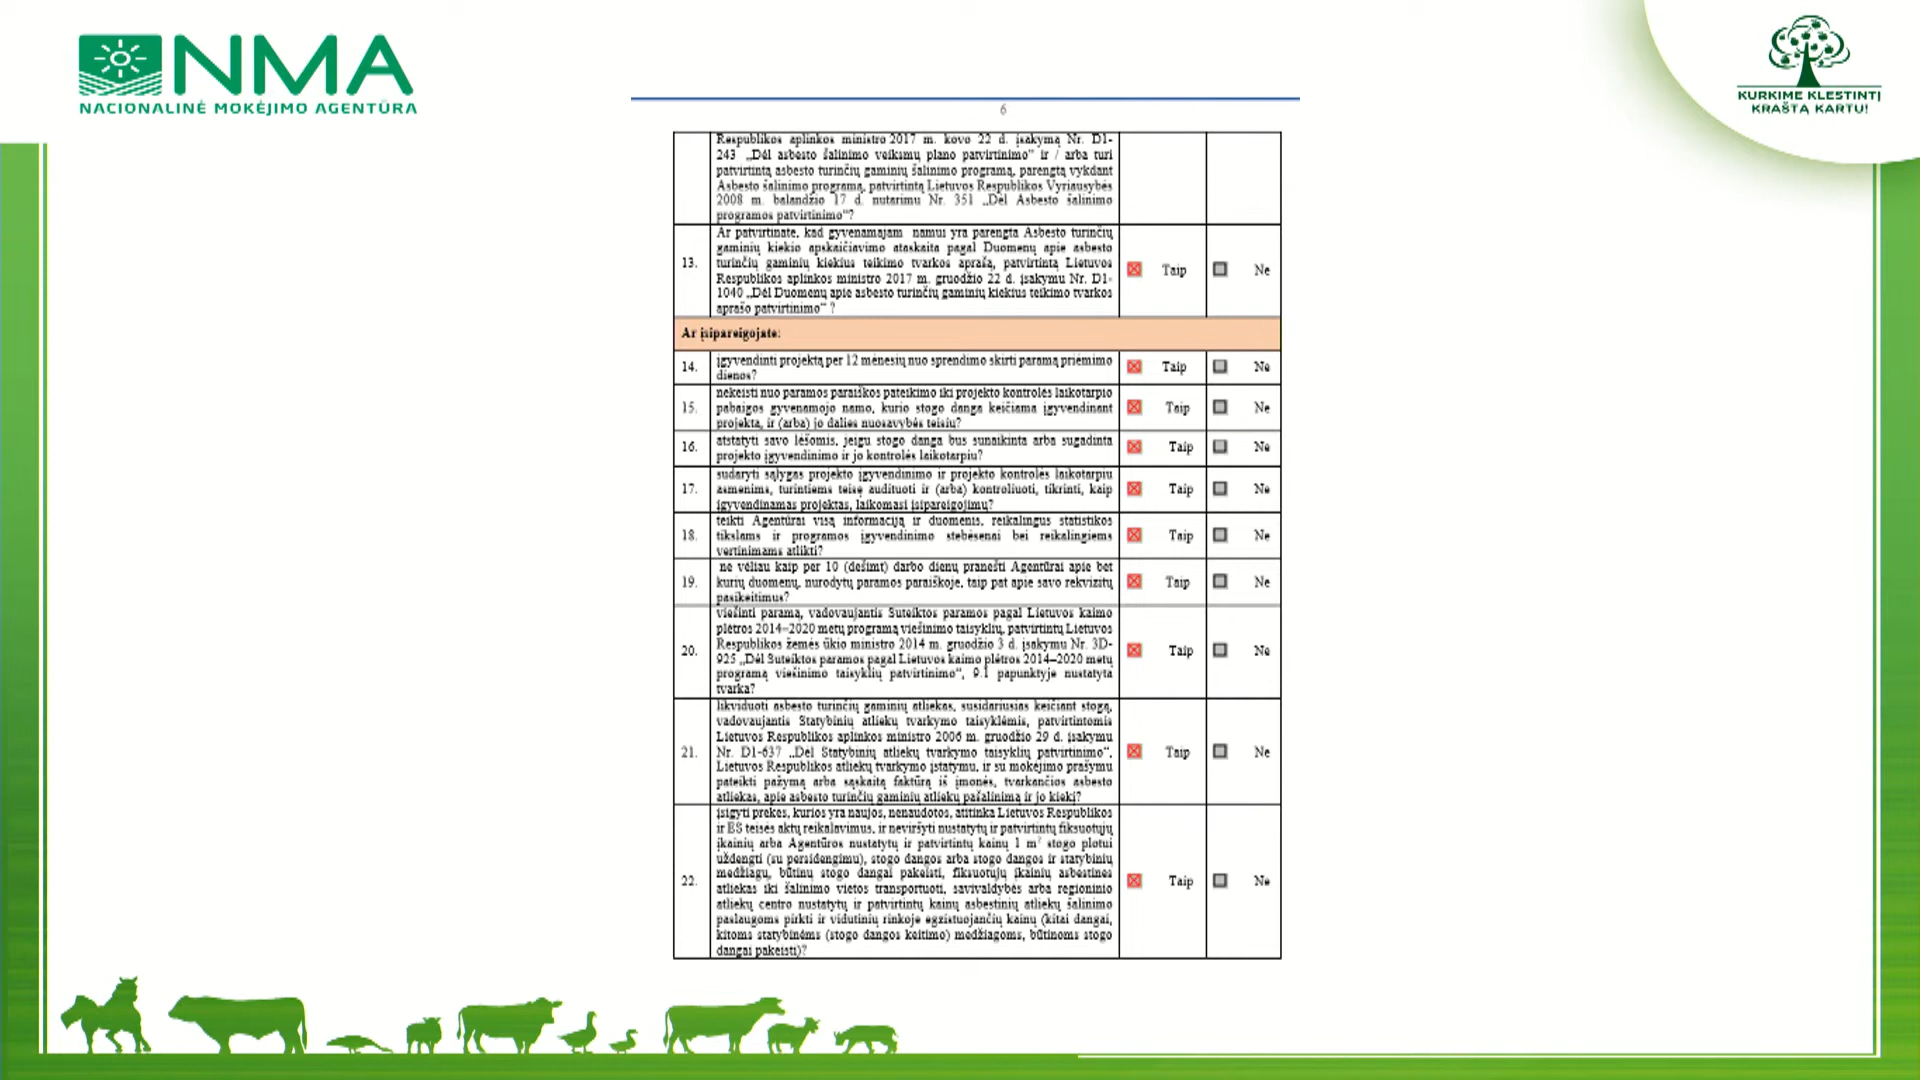 NMA
NACIONALINĖ MOKĖJIMO AGENTŪRA
KURKIME KLESTINTĮ
KRAŠTĄ KARTU!
6
Respublikos aplinkos ministro 2017 m. kovo 22 d. įsakymą Nr. D1-
243 „Dėl asbesto šalinimo veiksmų plano patvirtinimo“ ir / arba turi
patvirtintą asbesto turinčių gaminių šalinimo programą, parengtą vykdant
Asbesto šalinimo programą, patvirtintą Lietuvos Respublikos Vyriausybės
2008 m. balandžio 17 d. nutarimu Nr. 351 „Dėl Asbesto šalinimo
programos patvirtinimo“?
13.
Ar patvirtinate, kad gyvenamajam namui yra parengta Asbesto turinčių
gaminių kiekio apskaičiavimo ataskaita pagal Duomenų apie asbesto
turinčių gaminių kiekius teikimo tvarkos aprašą, patvirtintą Lietuvos
Respublikos aplinkos ministro 2017 m. gruodžio 22 d. įsakymu Nr. D1-
1040 „Dėl Duomenų apie asbesto turinčių gaminių kiekius teikimo tvarkos
aprašo patvirtinimo“ ?
Taip Ne
Ar įsipareigojate:
14.
įgyvendinti projektą per 12 mėnesių nuo sprendimo skirti paramą priėmimo
dienos?
Taip Ne
15.
nekeisti nuo paramos paraiškos pateikimo iki projekto kontrolės laikotarpio
pabaigos gyvenamojo namo, kurio stogo danga keičiama įgyvendinant
projektą, ir (arba) jo dalies nuosavybės teisių?
Taip Ne
16.
atstatyti savo lėšomis, jeigu stogo danga bus sunaikinta arba sugadinta
projekto įgyvendinimo ir jo kontrolės laikotarpiu?
Taip Ne
17.
sudaryti sąlygas projekto įgyvendinimo ir projekto kontrolės laikotarpiu
asmenims, turintiems teisę audituoti ir (arba) kontroliuoti, tikrinti, kaip
įgyvendinamas projektas, laikomasi įsipareigojimų?
Taip Ne
18.
teikti Agentūrai visą informaciją ir duomenis, reikalingus statistikos
tikslams ir programos įgyvendinimo stebėsenai bei reikalingiems
vertinimams atlikti?
Taip Ne
19.
ne vėliau kaip per 10 (dešimt) darbo dienų pranešti Agentūrai apie bet
kurių duomenų, nurodytų paramos paraiškoje, taip pat apie savo rekvizitų
pasikeitimus?
Taip Ne
20.
viešinti paramą, vadovaujantis Suteiktos paramos pagal Lietuvos kaimo
plėtros 2014–2020 metų programą viešinimo taisyklių, patvirtintų Lietuvos
Respublikos žemės ūkio ministro 2014 m. gruodžio 3 d. įsakymu Nr. 3D-
925 „Dėl Suteiktos paramos pagal Lietuvos kaimo plėtros 2014–2020 metų
programą viešinimo taisyklių patvirtinimo“, 9.1 papunktyje nustatyta
tvarka?
Taip Ne
21.
likviduoti asbesto turinčių gaminių atliekas, susidariusias keičiant stogą,
vadovaujantis Statybinių atliekų tvarkymo taisyklėmis, patvirtintomis
Lietuvos Respublikos aplinkos ministro 2006 m. gruodžio 29 d. įsakymu
Nr. D1-637 „Dėl Statybinių atliekų tvarkymo taisyklių patvirtinimo“,
Lietuvos Respublikos atliekų tvarkymo įstatymu, ir su mokėjimo prašymu
pateikti pažymą arba sąskaitą faktūrą iš įmonės, tvarkančios asbesto
atliekas, apie asbesto turinčių gaminių atliekų pašalinimą ir jo kiekį?
Taip Ne
22.
įsigyti prekes, kurios yra naujos, nenaudotos, atitinka Lietuvos Respublikos
ir ES teisės aktų reikalavimus, ir neviršyti nustatytų ir patvirtintų fiksuotųjų
įkainių arba Agentūros nustatytų ir patvirtintų kainų 1 m² stogo plotui
uždengti (su persidengimu), stogo dangos arba stogo dangos ir statybinių
medžiagų, būtinų stogo dangai pakeisti, fiksuotųjų įkainių asbestines
atliekas iki šalinimo vietos transportuoti, savivaldybės arba regioninio
atliekų centro nustatytų ir patvirtintų kainų asbestinių atliekų šalinimo
paslaugoms pirkti ir vidutinių rinkoje egzistuojančių kainų (kitai dangai,
kitoms statybinėms (stogo dangos keitimo) medžiagoms, būtinoms stogo
dangai pakeisti)?
Taip Ne